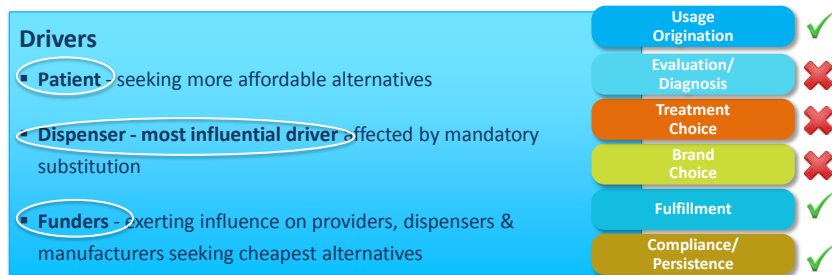 Drivers
▪ Patient - seeking more affordable alternatives
▪ Dispenser - most influential driver affected by mandatory
substitution
▪ Funders - exerting influence on providers, dispensers &
manufacturers seeking cheapest alternatives
Usage
Origination
Evaluation/
Diagnosis
Treatment
Choice
Brand
Choice
Fulfillment
Compliance/
Persistence